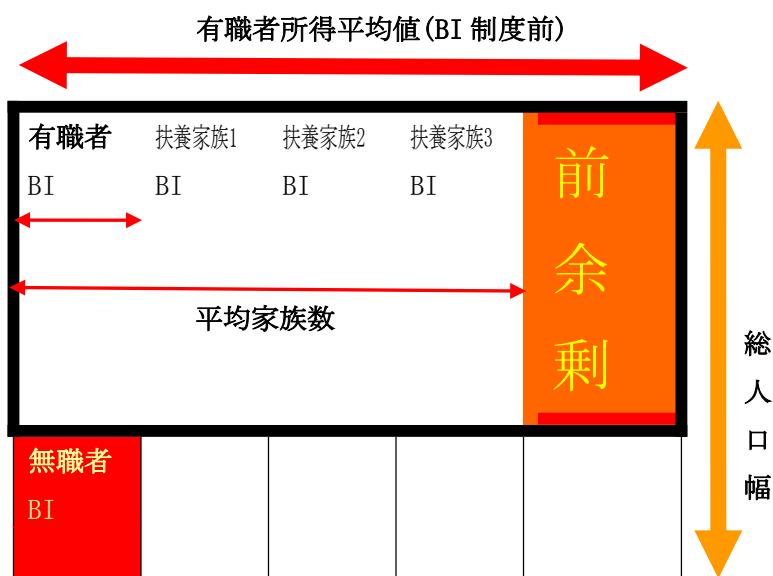 有職者所得平均値(BI 制度前)
有職者 扶養家族1 扶養家族2 扶養家族3
BI BI BI BI
前余剰
平均家族数
総人口幅
無職者
BI